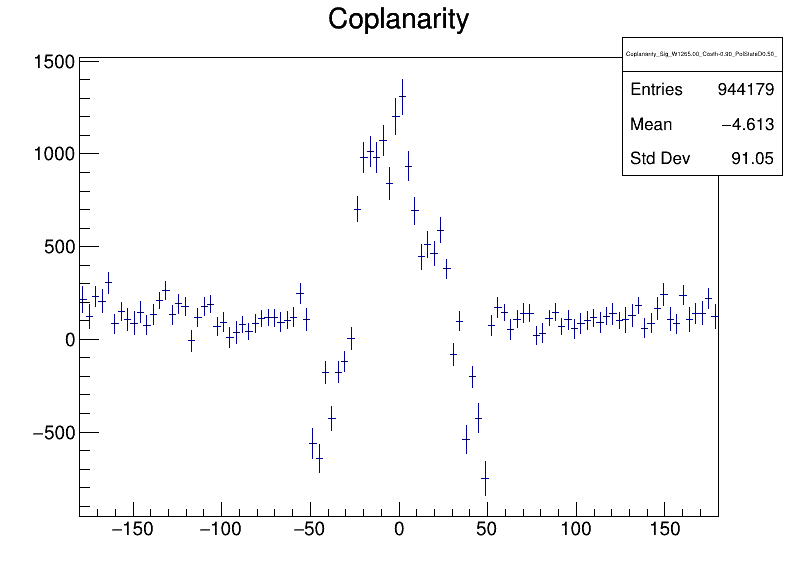 Coplanarity
Coplanarity_Sig_W1265.00_Costh-0.90_PolStateD0.50_
Entries 944179
Mean −4.613
Std Dev 91.05
1500
1000
500
0
−500
−150 −100 −50 0 50 100 150